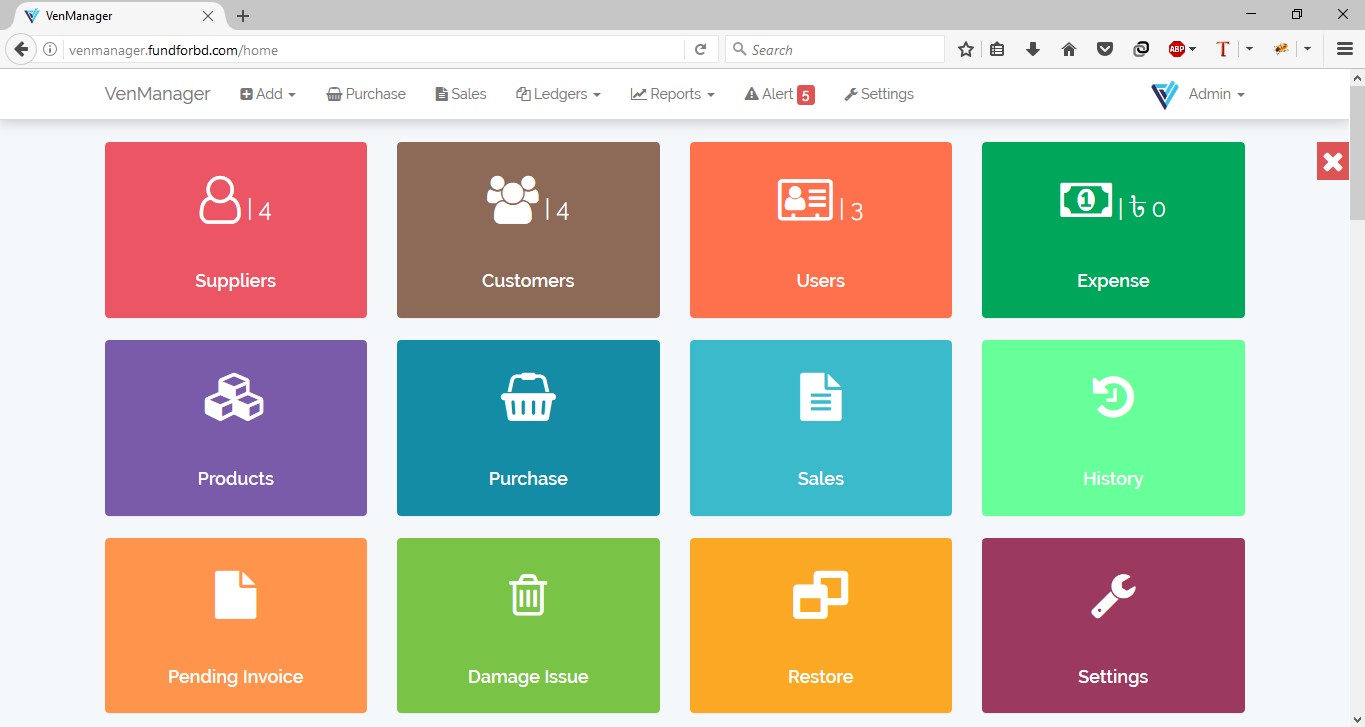 VenManager
venmanager.fundforbd.com/home
Search
ABP
T
VenManager Add Purchase Sales Ledgers Reports Alert 5 Settings Admin
| 4
| 4
| 3
1 | ৳ 0
Suppliers
Customers
Users
Expense
Products
Purchase
Sales
History
Pending Invoice
Damage Issue
Restore
Settings